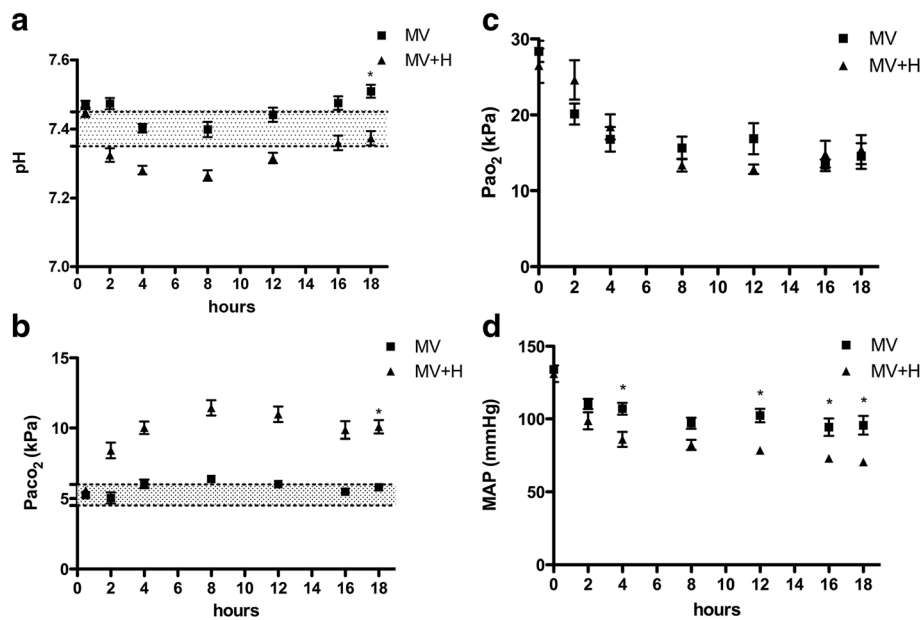 a
MV
MV+H
7.6
7.4
7.2
7.0
pH
*
0 2 4 6 8 10 12 14 16 18
hours
c
MV
MV+H
30
20
10
0
Pao2 (kPa)
0 2 4 6 8 10 12 14 16 18
b
MV
MV+H
15
10
5
0
Paco2 (kPa)
*
0 2 4 6 8 10 12 14 16 18
hours
d
MV
MV+H
150
100
50
0
MAP (mmHg)
* * * *
0 2 4 6 8 10 12 14 16 18
hours